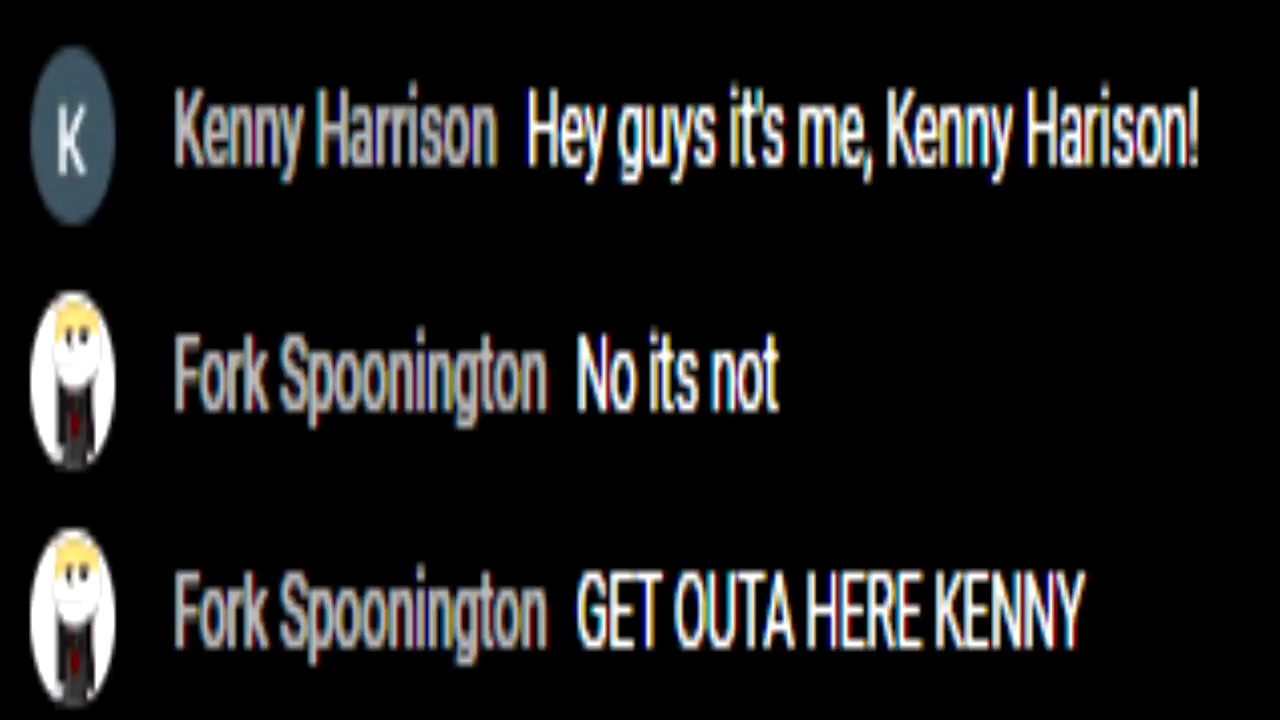 K
Kenny Harrison Hey guys it's me, Kenny Harison!
Fork Spoonington No its not
Fork Spoonington GET OUTA HERE KENNY